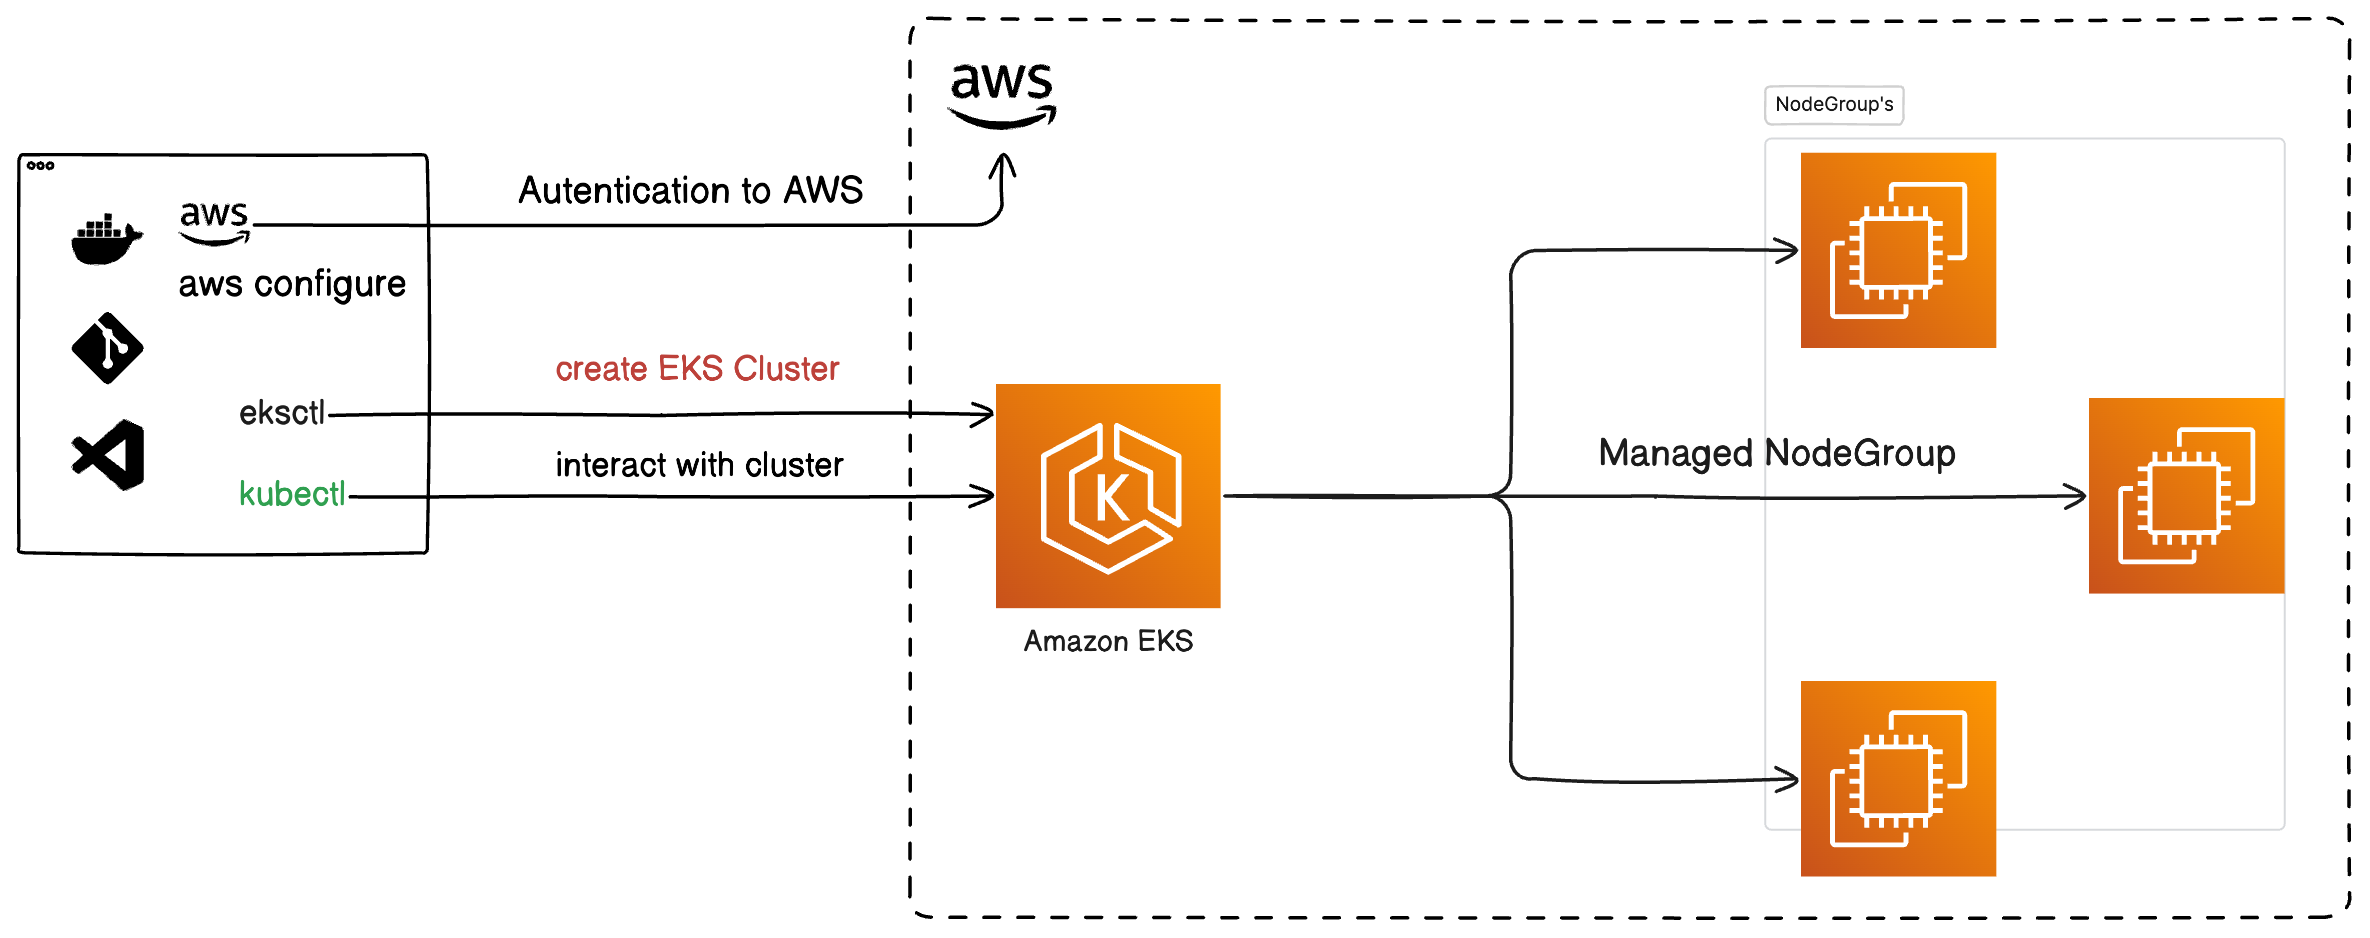 aws
NodeGroup's
Autentication to AWS
aws
aws configure
create EKS Cluster
eksctl
interact with cluster
kubectl
Managed NodeGroup
K
Amazon EKS